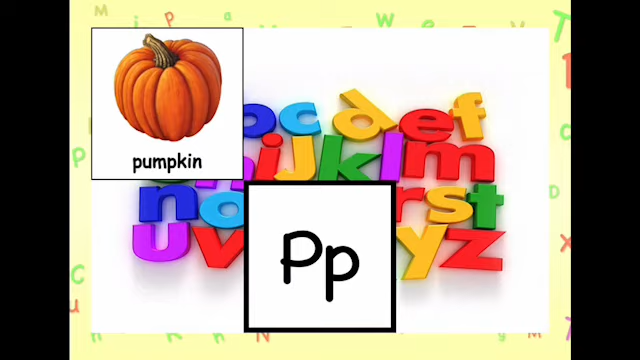 pumpkin
o c d e f
i j k l m
n o r s t
u v y z
Pp